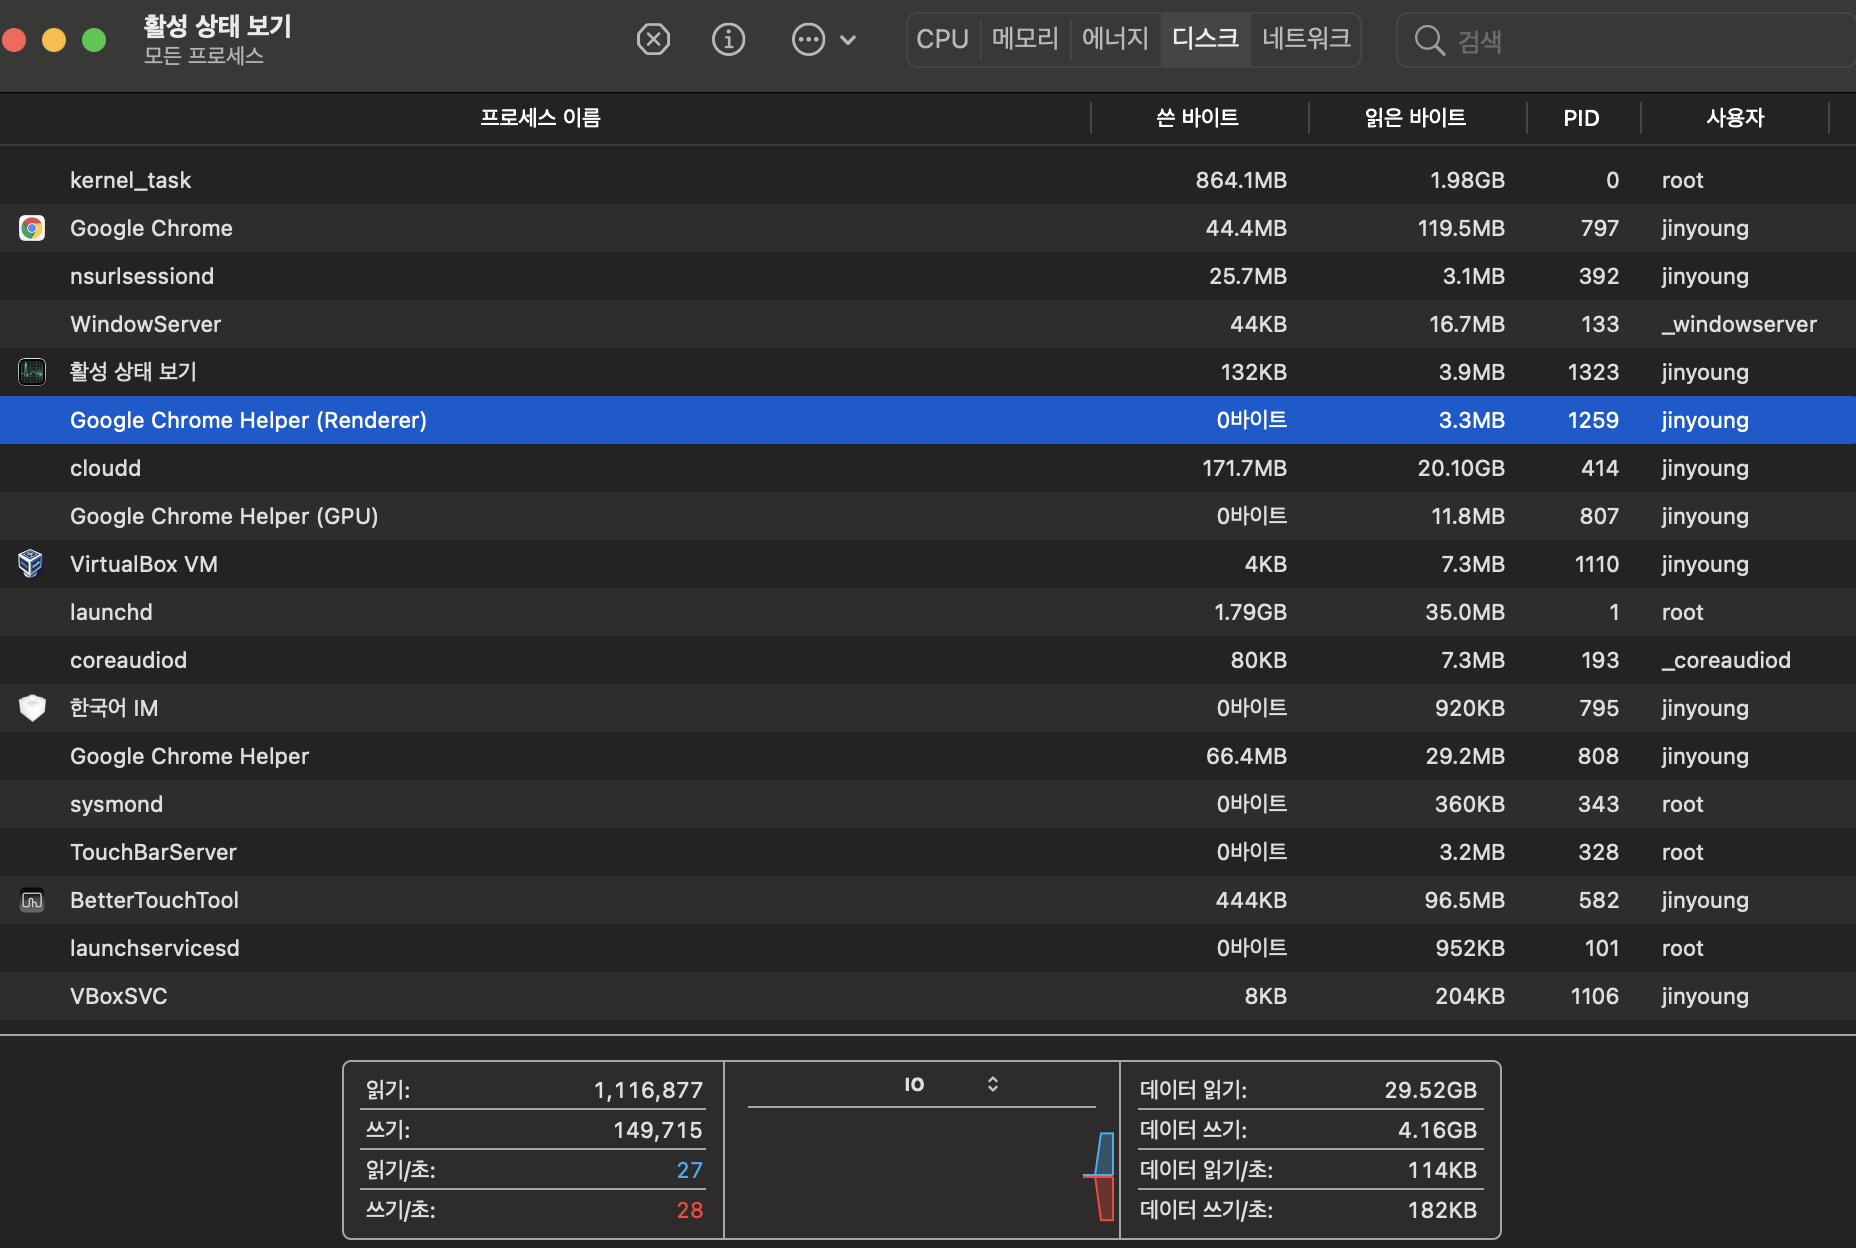 활성 상태 보기
모든 프로세스
CPU 메모리 에너지 디스크 네트워크 검색
프로세스 이름 쓴 바이트 읽은 바이트 PID 사용자
kernel_task 864.1MB 1.98GB 0 root
Google Chrome 44.4MB 119.5MB 797 jinyoung
nsurlsessiond 25.7MB 3.1MB 392 jinyoung
WindowServer 44KB 16.7MB 133 _windowserver
활성 상태 보기 132KB 3.9MB 1323 jinyoung
Google Chrome Helper (Renderer) 0바이트 3.3MB 1259 jinyoung
cloudd 171.7MB 20.10GB 414 jinyoung
Google Chrome Helper (GPU) 0바이트 11.8MB 807 jinyoung
VirtualBox VM 4KB 7.3MB 1110 jinyoung
launchd 1.79GB 35.0MB 1 root
coreaudiod 80KB 7.3MB 193 _coreaudiod
한국어 IM 0바이트 920KB 795 jinyoung
Google Chrome Helper 66.4MB 29.2MB 808 jinyoung
sysmond 0바이트 360KB 343 root
TouchBarServer 0바이트 3.2MB 328 root
BetterTouchTool 444KB 96.5MB 582 jinyoung
launchservicesd 0바이트 952KB 101 root
VBoxSVC 8KB 204KB 1106 jinyoung
읽기: 1,116,877
쓰기: 149,715
읽기/초: 27
쓰기/초: 28
IO
데이터 읽기: 29.52GB
데이터 쓰기: 4.16GB
데이터 읽기/초: 114KB
데이터 쓰기/초: 182KB